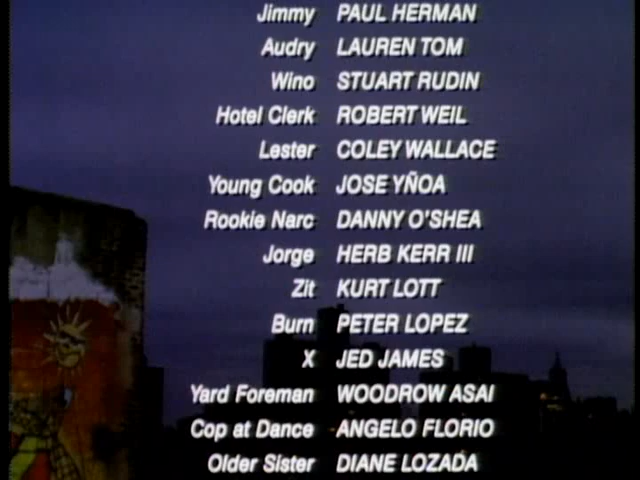 Jimmy PAUL HERMAN
Audry LAUREN TOM
Wino STUART RUDIN
Hotel Clerk ROBERT WEIL
Lester COLEY WALLACE
Young Cook JOSE YÑOA
Rookie Narc DANNY O'SHEA
Jorge HERB KERR III
Zit KURT LOTT
Burn PETER LOPEZ
X JED JAMES
Yard Foreman WOODROW ASAI
Cop at Dance ANGELO FLORIO
Older Sister DIANE LOZADA